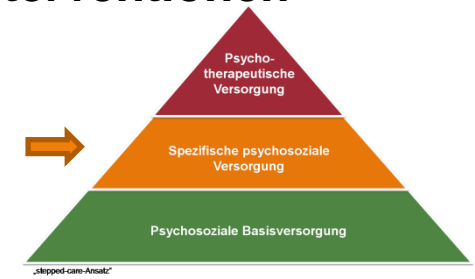 Psycho-
therapeutische
Versorgung
Spezifische psychosoziale
Versorgung
Psychosoziale Basisversorgung
„stepped-care-Ansatz"